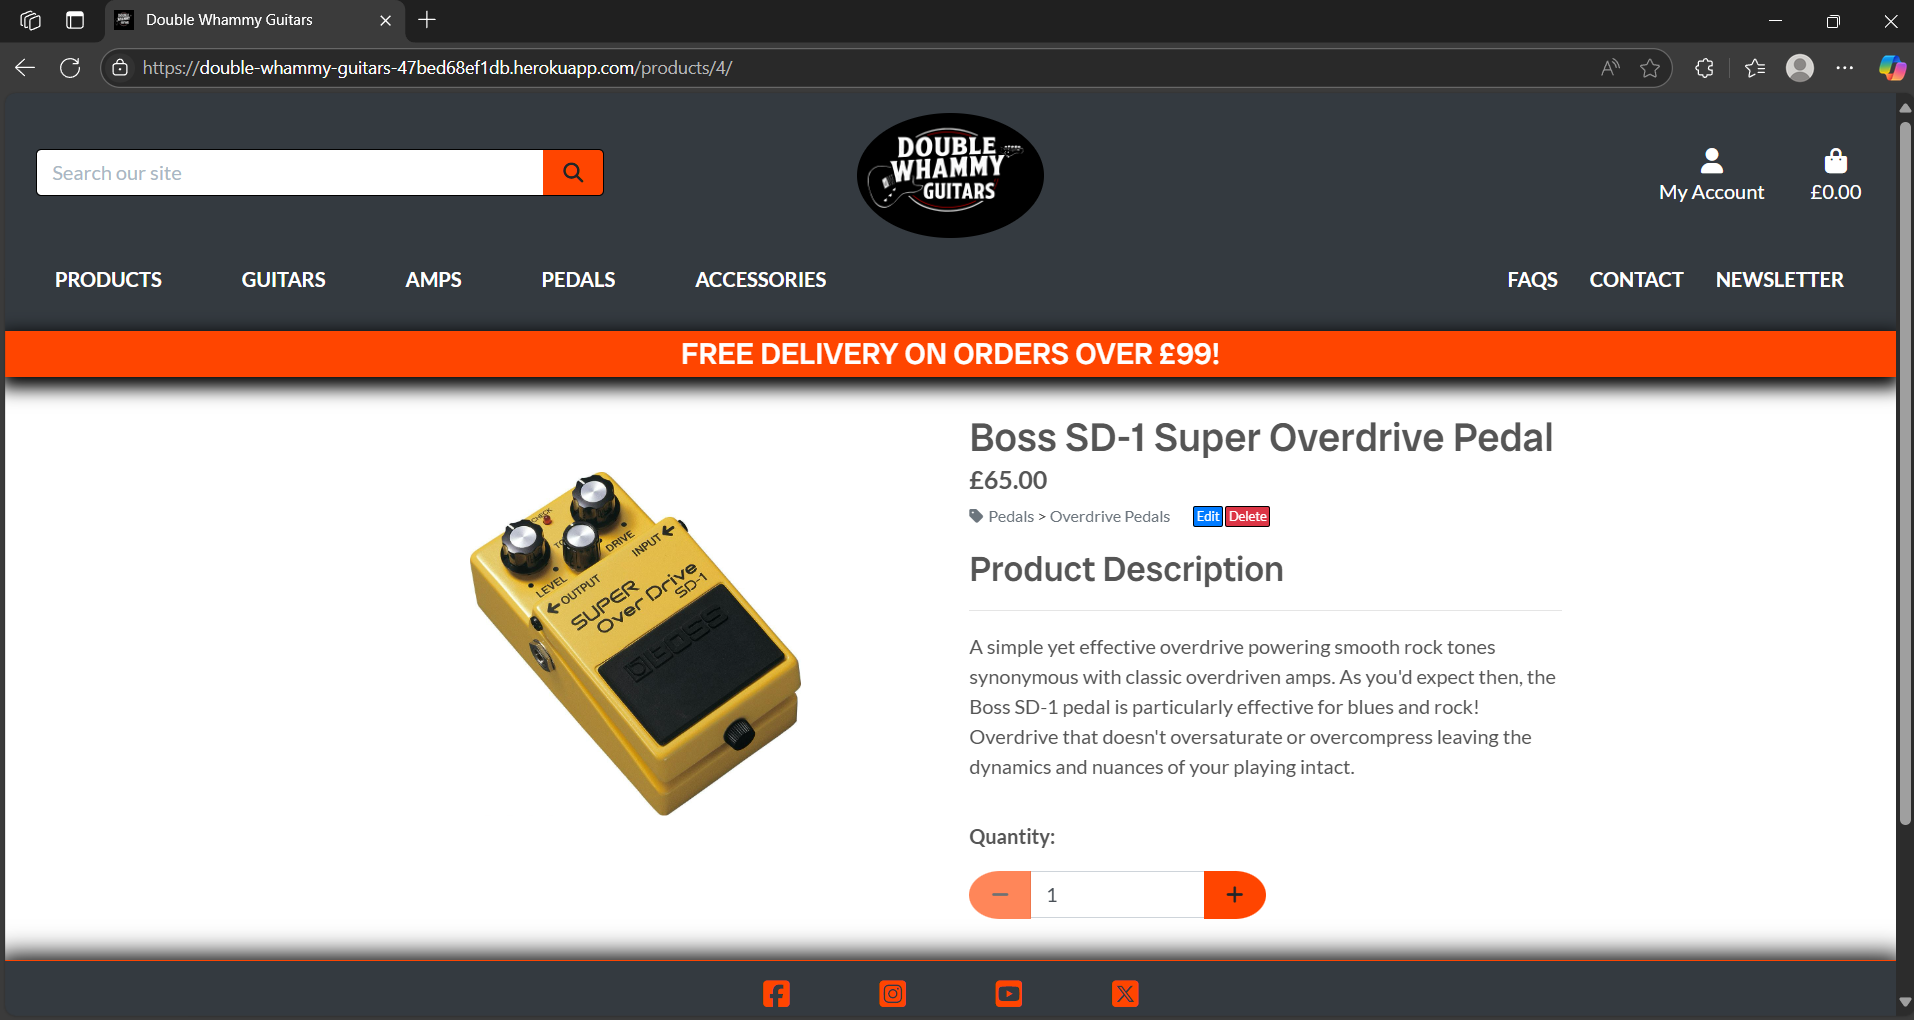 Double Whammy Guitars
https://double-whammy-guitars-47bed68ef1db.herokuapp.com/products/4/
Search our site
DOUBLE
WHAMMY
GUITARS
My Account
£0.00
PRODUCTS
GUITARS
AMPS
PEDALS
ACCESSORIES
FAQS
CONTACT
NEWSLETTER
FREE DELIVERY ON ORDERS OVER £99!
CHECK
DRIVE
INPUT
LEVEL
OUTPUT
SUPER
Over Drive
SD-1
BOSS
Boss SD-1 Super Overdrive Pedal
£65.00
Pedals > Overdrive Pedals
Edit
Delete
Product Description
A simple yet effective overdrive powering smooth rock tones
synonymous with classic overdriven amps. As you'd expect then, the
Boss SD-1 pedal is particularly effective for blues and rock!
Overdrive that doesn't oversaturate or overcompress leaving the
dynamics and nuances of your playing intact.
Quantity:
1